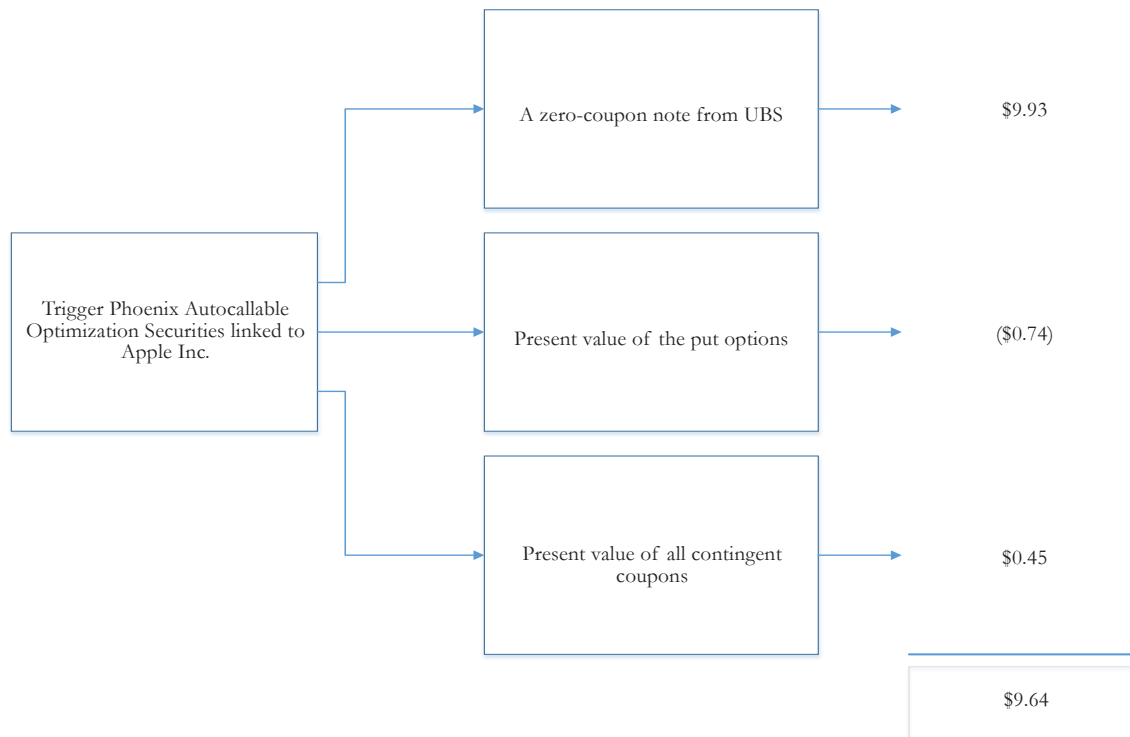 A zero-coupon note from UBS
$9.93
Trigger Phoenix Autocallable
Optimization Securities linked to
Apple Inc.
Present value of the put options
($0.74)
Present value of all contingent
coupons
$0.45
$9.64